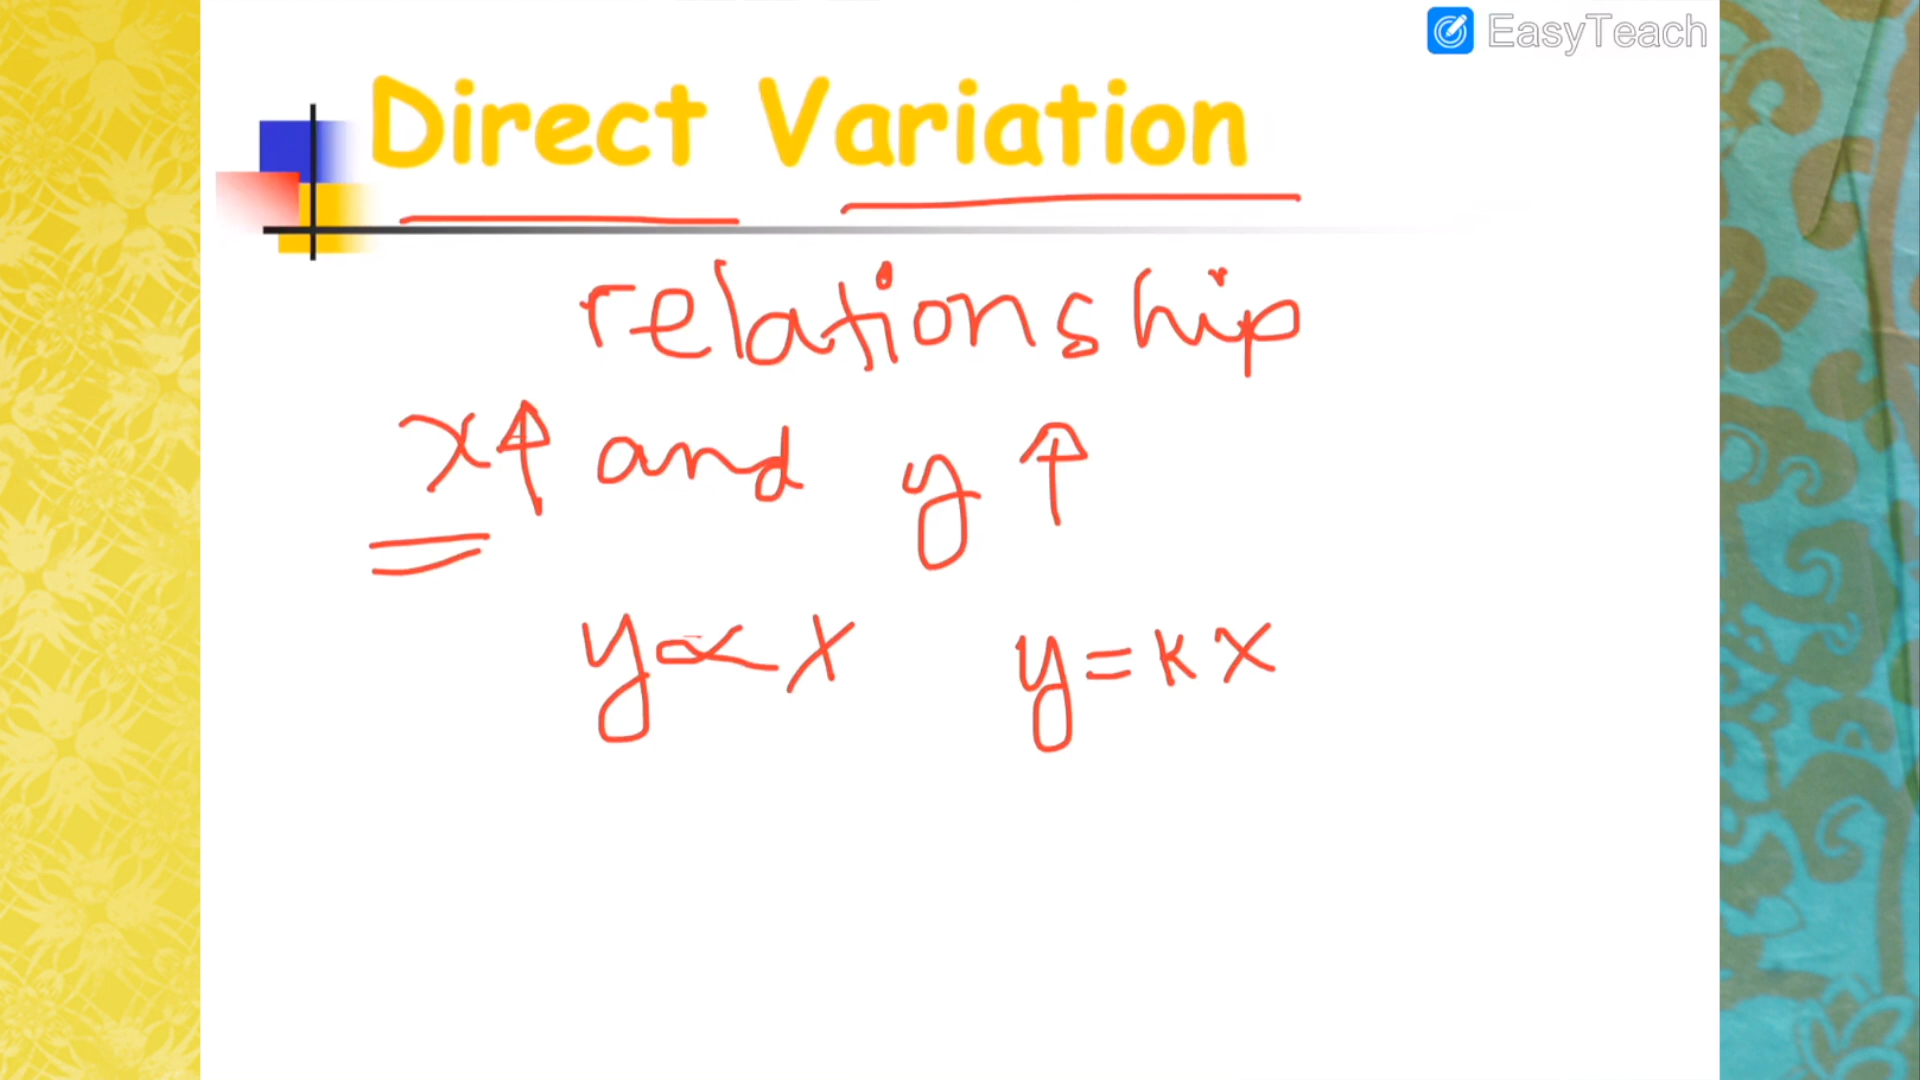 EasyTeach
Direct Variation
relationship
x↑ and y↑
y∝x y=kx